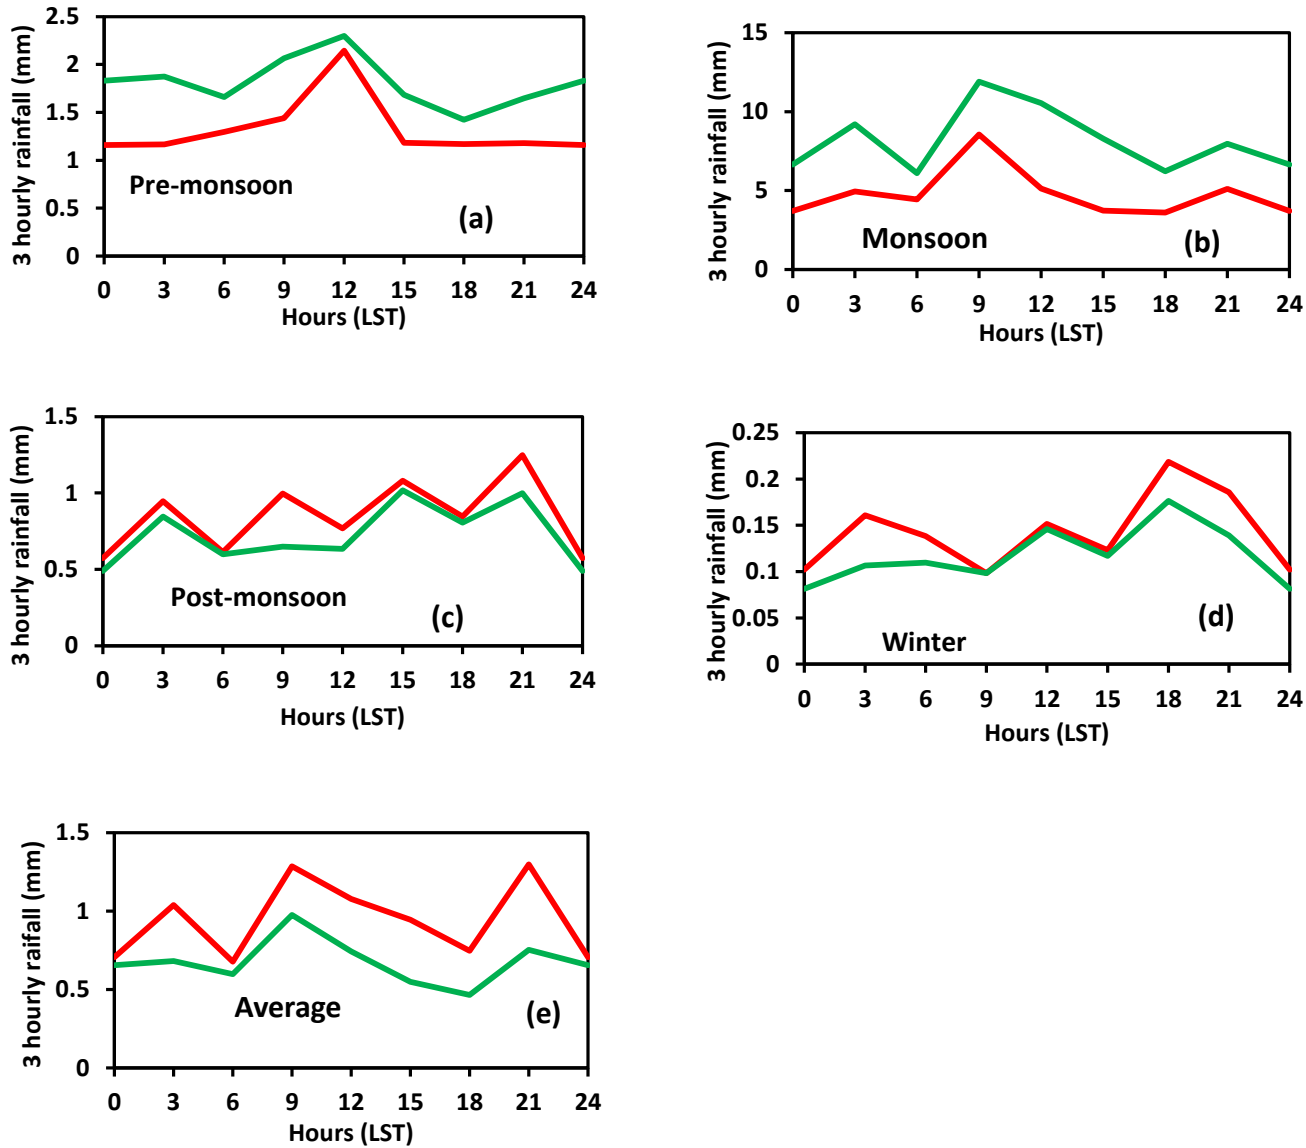 3 hourly rainfall (mm)
2.5
2
1.5
1
0.5
0
Pre-monsoon
(a)
0 3 6 9 12 15 18 21 24
Hours (LST)
3 hourly rainfall (mm)
15
10
5
0
Monsoon
(b)
0 3 6 9 12 15 18 21 24
Hours (LST)
3 hourly rainfall (mm)
1.5
1
0.5
0
Post-monsoon
(c)
0 3 6 9 12 15 18 21 24
Hours (LST)
3 hourly rainfall (mm)
0.25
0.2
0.15
0.1
0.05
0
Winter
(d)
0 3 6 9 12 15 18 21 24
Hours (LST)
3 hourly raifall (mm)
1.5
1
0.5
0
Average
(e)
0 3 6 9 12 15 18 21 24
Hours (LST)